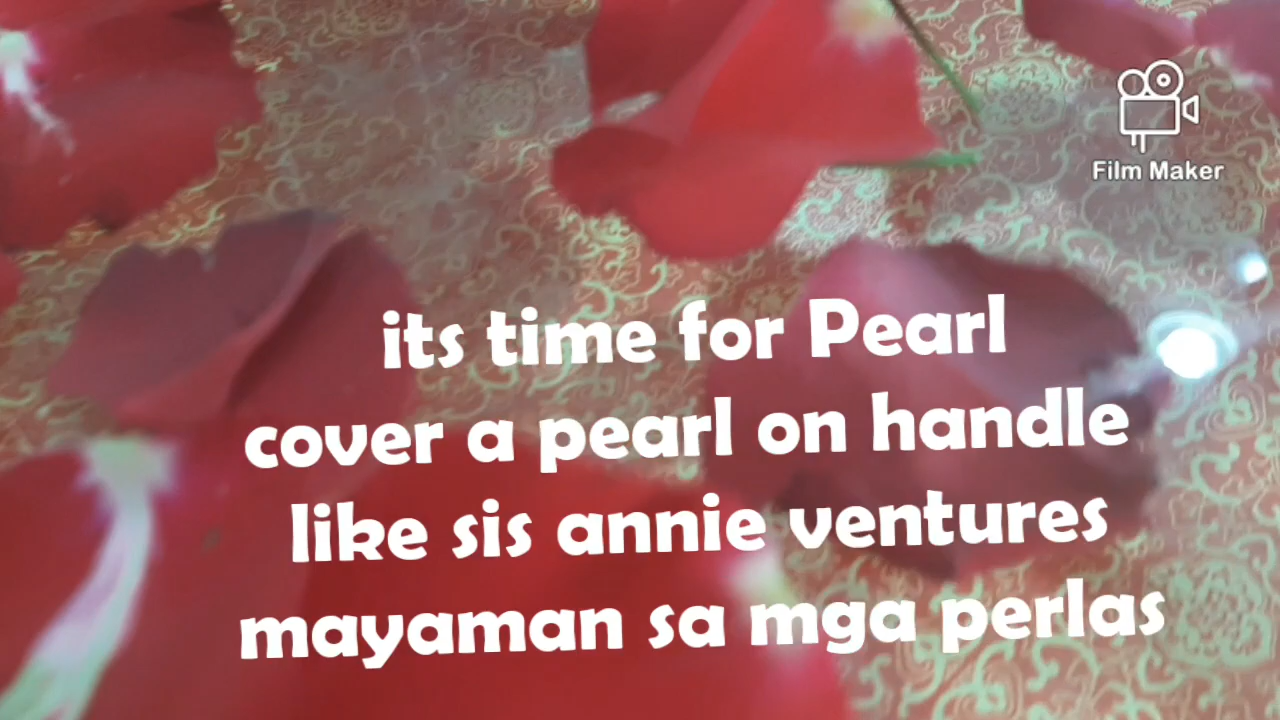 Film Maker
its time for Pearl
cover a pearl on handle
like sis annie ventures
mayaman sa mga perlas